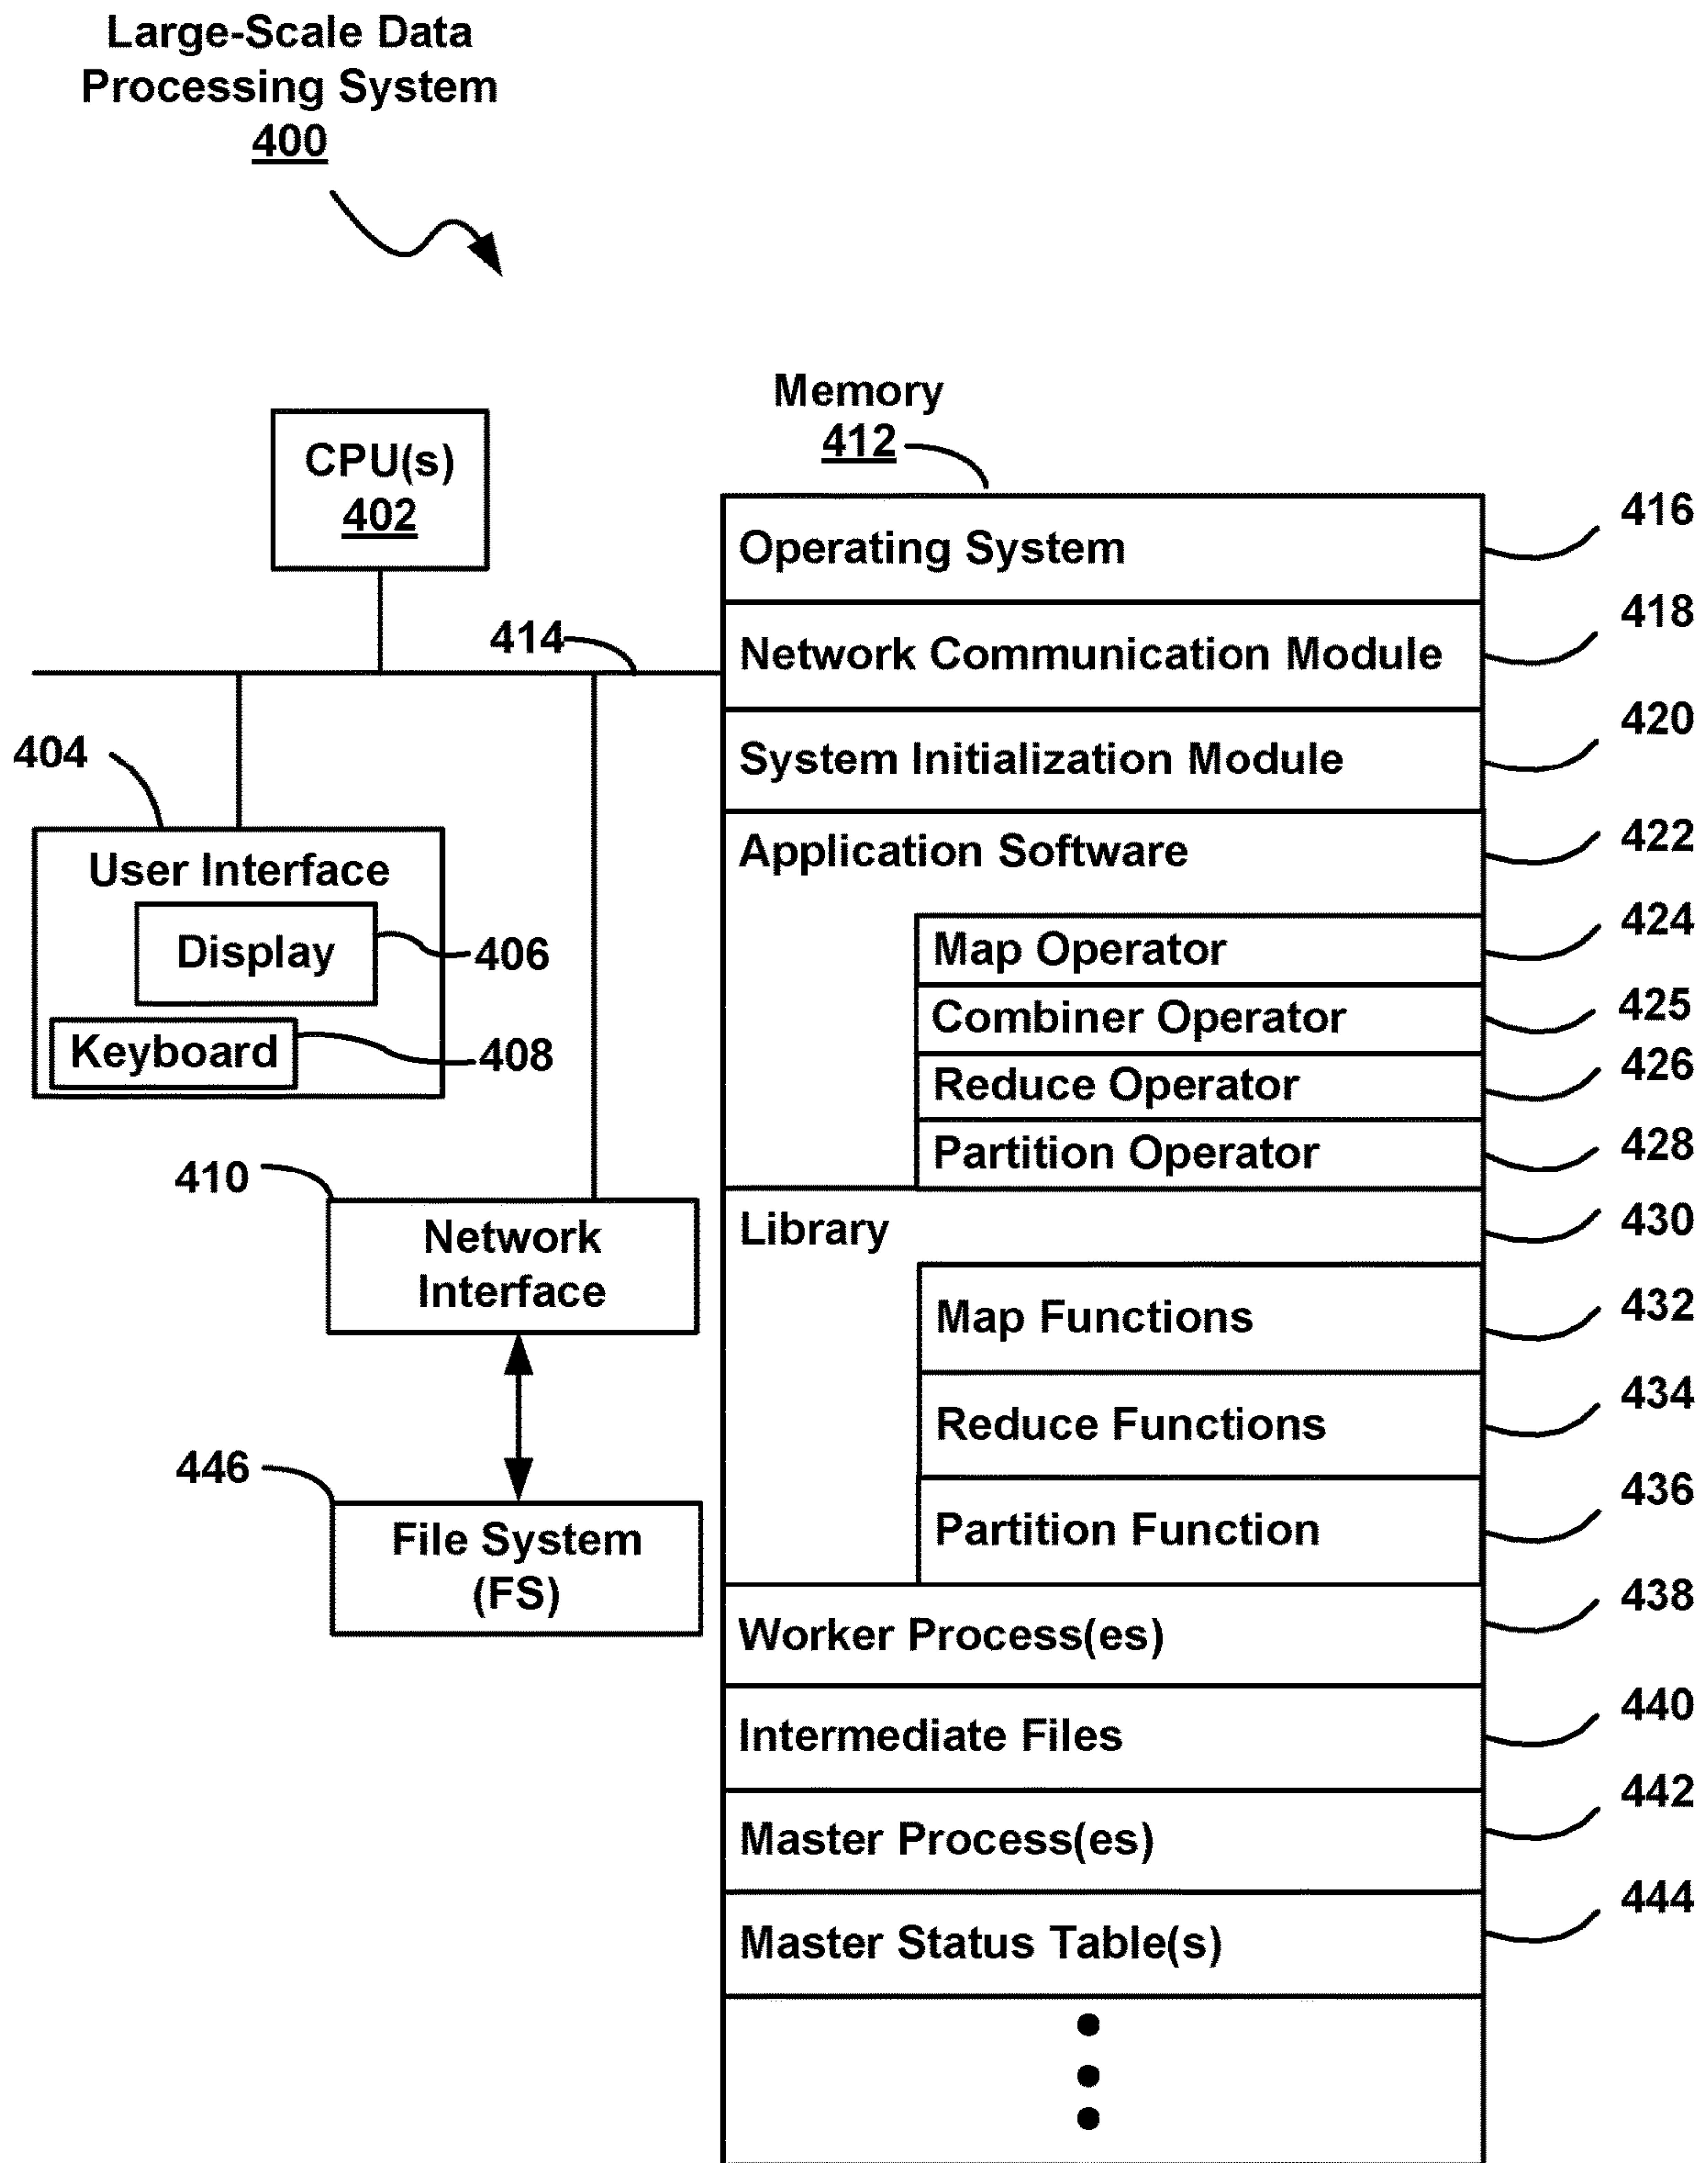 Large-Scale Data
Processing System
400
Memory
412
CPU(s)
402
414
404
User Interface
Display
406
Keyboard
408
410
Network
Interface
446
File System
(FS)
Operating System
416
Network Communication Module
418
System Initialization Module
420
Application Software
422
Map Operator
424
Combiner Operator
425
Reduce Operator
426
Partition Operator
428
Library
430
Map Functions
432
Reduce Functions
434
Partition Function
436
Worker Process(es)
438
Intermediate Files
440
Master Process(es)
442
Master Status Table(s)
444